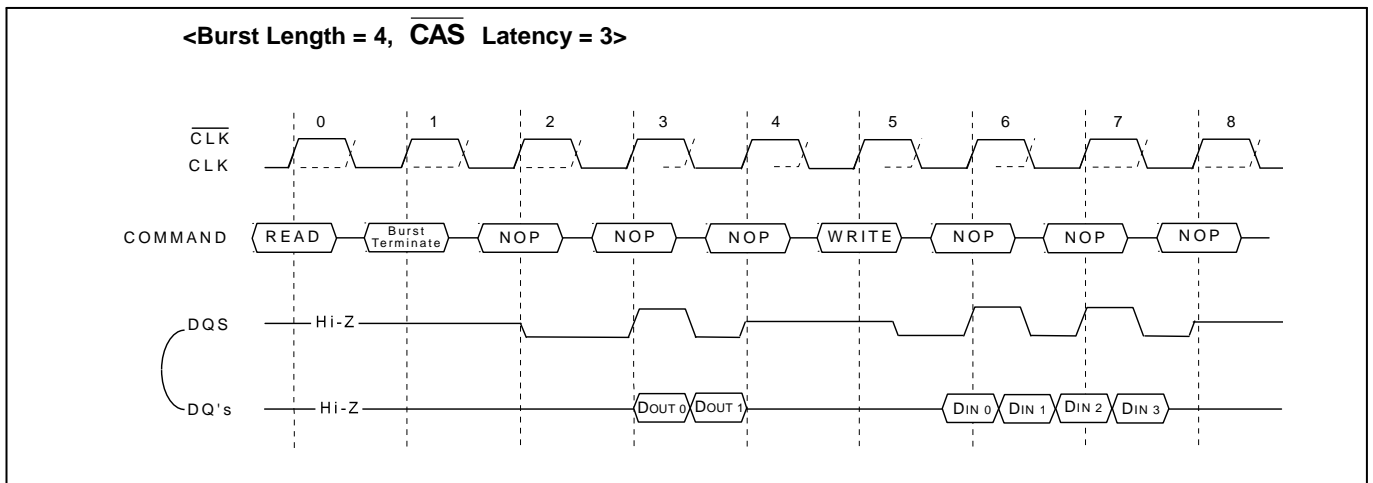 <Burst Length = 4, CAS Latency = 3>
0 1 2 3 4 5 6 7 8
CLK
CLK
COMMAND READ Burst Terminate NOP NOP NOP WRITE NOP NOP NOP
DQS Hi-Z
DQ's Hi-Z DOUT 0 DOUT 1 DIN 0 DIN 1 DIN 2 DIN 3